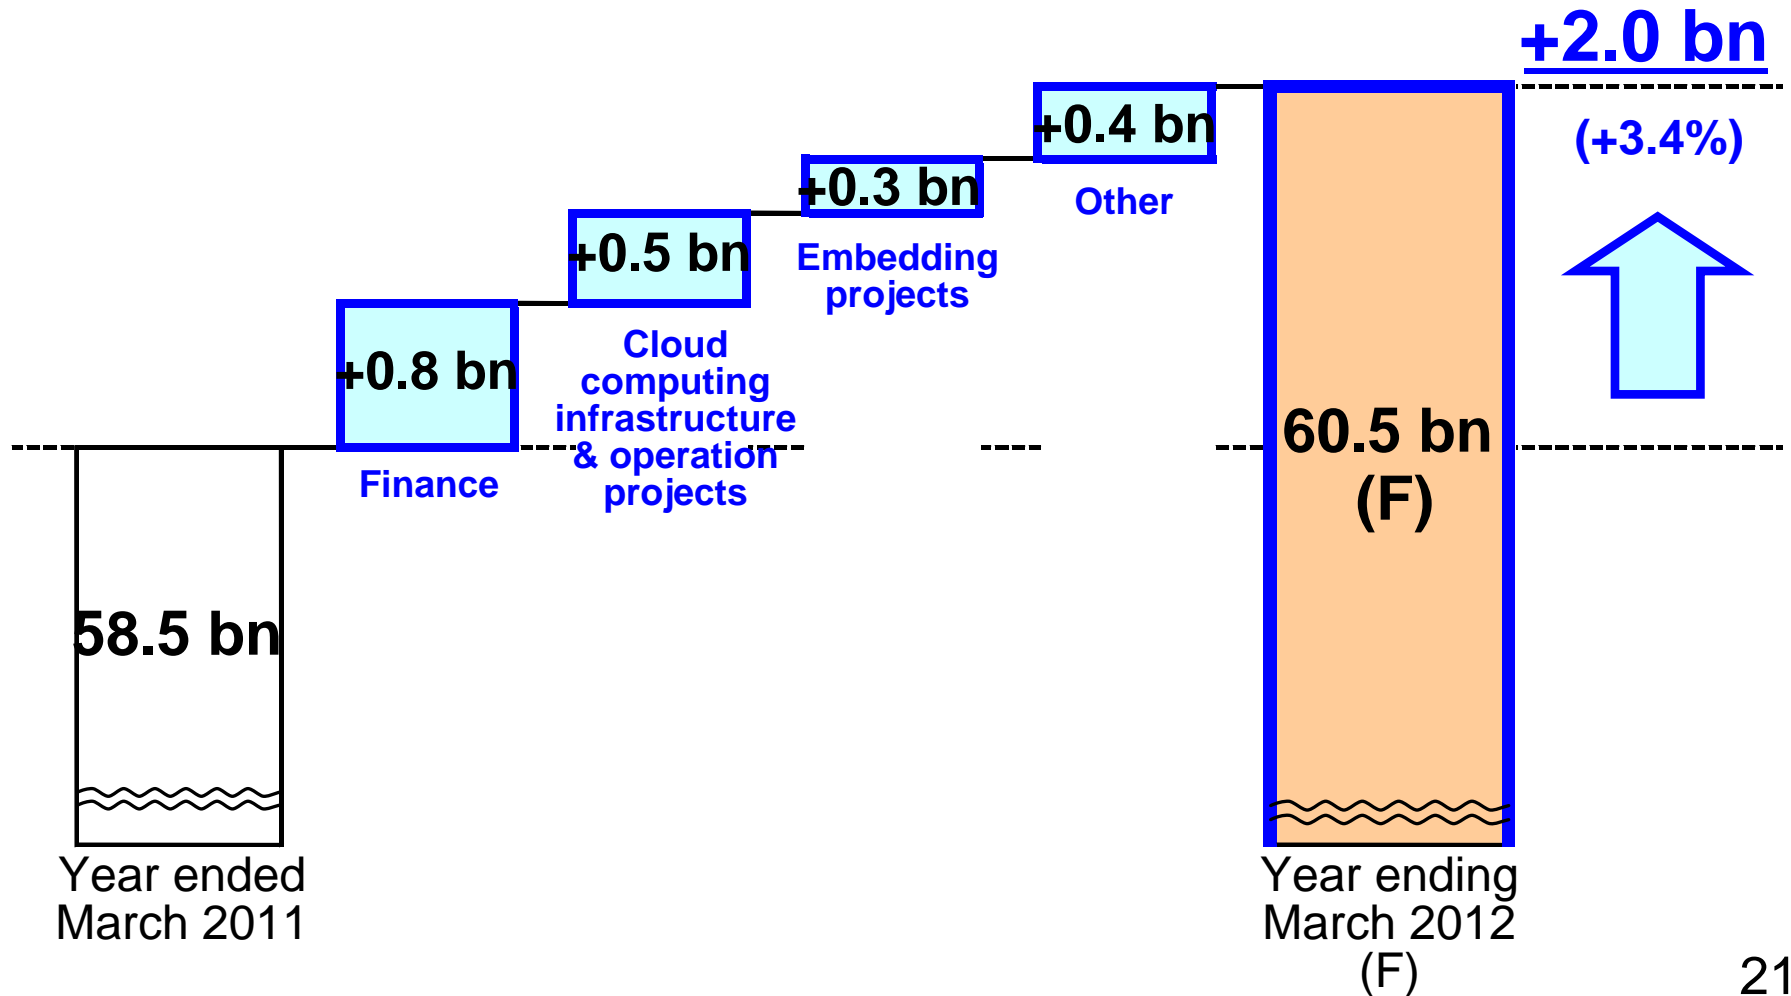 +2.0 bn
(+3.4%)
+0.4 bn
Other
+0.3 bn
Embedding
projects
+0.5 bn
Cloud
computing
infrastructure
& operation
projects
+0.8 bn
Finance
58.5 bn
60.5 bn
(F)
Year ended
March 2011
Year ending
March 2012
(F)
21